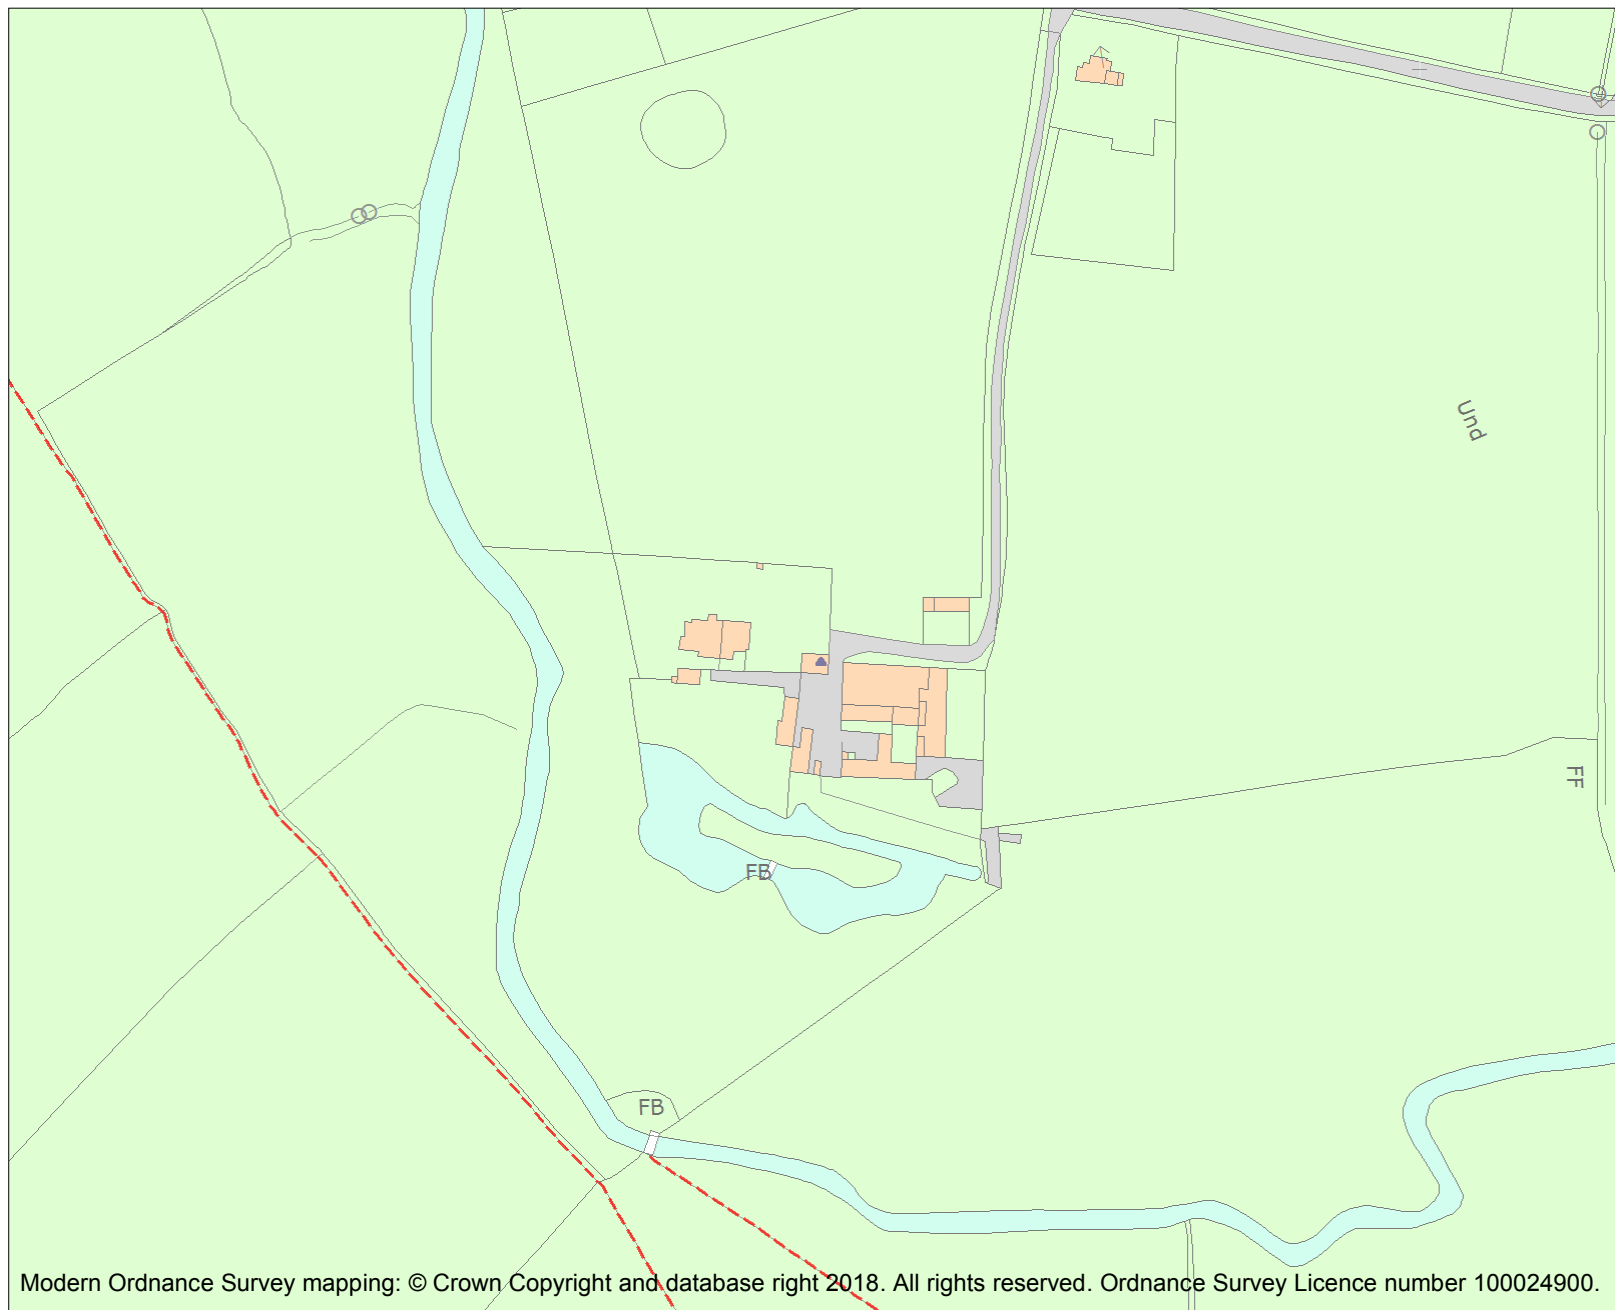 Und
FF
FB
FB
Modern Ordnance Survey mapping: © Crown Copyright and database right 2018. All rights reserved. Ordnance Survey Licence number 100024900.